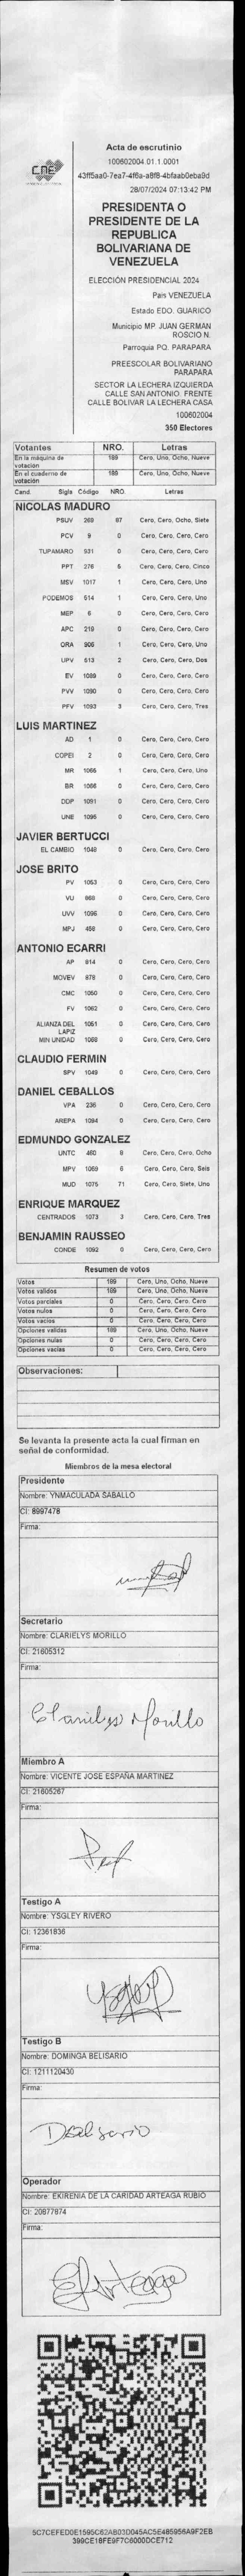 CNE
Acta de escrutinio
100602004.01.1.0001
43ff5aa0-7ea7-4f6a-a8f8-4bfaab0eba9d
28/07/2024 07:13:42 PM
PRESIDENTA O
PRESIDENTE DE LA
REPUBLICA
BOLIVARIANA DE
VENEZUELA
ELECCIÓN PRESIDENCIAL 2024
País VENEZUELA
Estado EDO. GUARICO
Municipio MP. JUAN GERMAN
ROSCIO N.
Parroquia PQ. PARAPARA
PREESCOLAR BOLIVARIANO
PARAPARA
SECTOR LA LECHERA IZQUIERDA
CALLE SAN ANTONIO. FRENTE
CALLE BOLIVAR LA LECHERA CASA
100602004
350 Electores
Votantes NRO. Letras
En la máquina de votación 189 Cero, Uno, Ocho, Nueve
En el cuaderno de votación 189 Cero, Uno, Ocho, Nueve
Cand. Sigla Código NRO. Letras
NICOLAS MADURO
PSUV 269 87 Cero, Cero, Ocho, Siete
PCV 9 0 Cero, Cero, Cero, Cero
TUPAMARO 931 0 Cero, Cero, Cero, Cero
PPT 276 5 Cero, Cero, Cero, Cinco
MSV 1017 1 Cero, Cero, Cero, Uno
PODEMOS 514 1 Cero, Cero, Cero, Uno
MEP 6 0 Cero, Cero, Cero, Cero
APC 219 0 Cero, Cero, Cero, Cero
ORA 906 1 Cero, Cero, Cero, Uno
UPV 513 2 Cero, Cero, Cero, Dos
EV 1089 0 Cero, Cero, Cero, Cero
PVV 1090 0 Cero, Cero, Cero, Cero
PFV 1093 3 Cero, Cero, Cero, Tres
LUIS MARTINEZ
AD 1 0 Cero, Cero, Cero, Cero
COPEI 2 0 Cero, Cero, Cero, Cero
MR 1066 1 Cero, Cero, Cero, Uno
BR 0 Cero, Cero, Cero, Cero
DDP 1091 0 Cero, Cero, Cero, Cero
UNE 1095 0 Cero, Cero, Cero, Cero
JAVIER BERTUCCI
EL CAMBIO 1048 0 Cero, Cero, Cero, Cero
JOSE BRITO
PV 1053 0 Cero, Cero, Cero, Cero
VU 868 0 Cero, Cero, Cero, Cero
UVV 1096 0 Cero, Cero, Cero, Cero
MPJ 458 0 Cero, Cero, Cero, Cero
ANTONIO ECARRI
AP 914 0 Cero, Cero, Cero, Cero
MOVEV 878 0 Cero, Cero, Cero, Cero
CMC 1050 0 Cero, Cero, Cero, Cero
FV 1062 0 Cero, Cero, Cero, Cero
ALIANZA DEL LAPIZ 1051 0 Cero, Cero, Cero, Cero
MIN UNIDAD 1088 0 Cero, Cero, Cero, Cero
CLAUDIO FERMIN
SPV 1049 0 Cero, Cero, Cero, Cero
DANIEL CEBALLOS
VPA 236 0 Cero, Cero, Cero, Cero
AREPA 1094 0 Cero, Cero, Cero, Cero
EDMUNDO GONZALEZ
UNTC 460 8 Cero, Cero, Cero, Ocho
MPV 1069 6 Cero, Cero, Cero, Seis
MUD 1075 71 Cero, Cero, Siete, Uno
ENRIQUE MARQUEZ
CENTRADOS 1073 3 Cero, Cero, Cero, Tres
BENJAMIN RAUSSEO
CONDE 1092 0 Cero, Cero, Cero, Cero
Resumen de votos
Votos 189 Cero, Uno, Ocho, Nueve
Votos validos 189 Cero, Uno, Ocho, Nueve
Votos parciales 0 Cero, Cero, Cero, Cero
Votos nulos 0 Cero, Cero, Cero, Cero
Votos vacios 0 Cero, Cero, Cero, Cero
Opciones validas 189 Cero, Uno, Ocho, Nueve
Opciones nulas 0 Cero, Cero, Cero, Cero
Opciones vacias 0 Cero, Cero, Cero, Cero
Observaciones:
Se levanta la presente acta la cual firman en
señal de conformidad.
Miembros de la mesa electoral
Presidente
Nombre: YNMACULADA SABALLO
CI: 8997478
Firma:
Secretario
Nombre: CLARIELYS MORILLO
CI: 21605312
Firma:
Clarielys Morillo
Miembro A
Nombre: VICENTE JOSE ESPAÑA MARTINEZ
CI: 21605267
Firma:
Testigo A
Nombre: YSGLEY RIVERO
CI: 12361836
Firma:
Testigo B
Nombre: DOMINGA BELISARIO
CI: 1211120430
Firma:
Operador
Nombre: EKIRENIA DE LA CARIDAD ARTEAGA RUBIO
CI: 20877874
Firma:
5C7CEFED0E1595C62AB03D045AC5E485956A9F2EB
399CE18FE9F7C6000DCE712